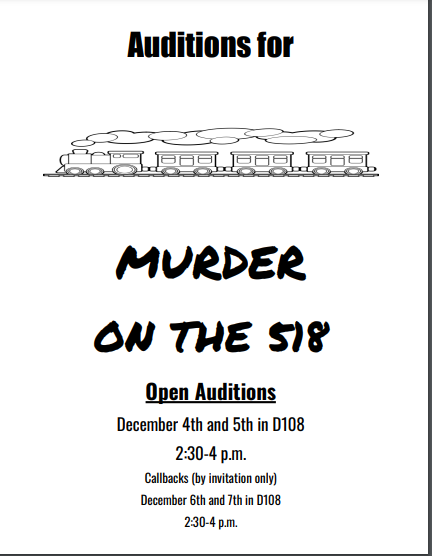 Auditions for
MURDER
ON THE 518
Open Auditions
December 4th and 5th in D108
2:30-4 p.m.
Callbacks (by invitation only)
December 6th and 7th in D108
2:30-4 p.m.